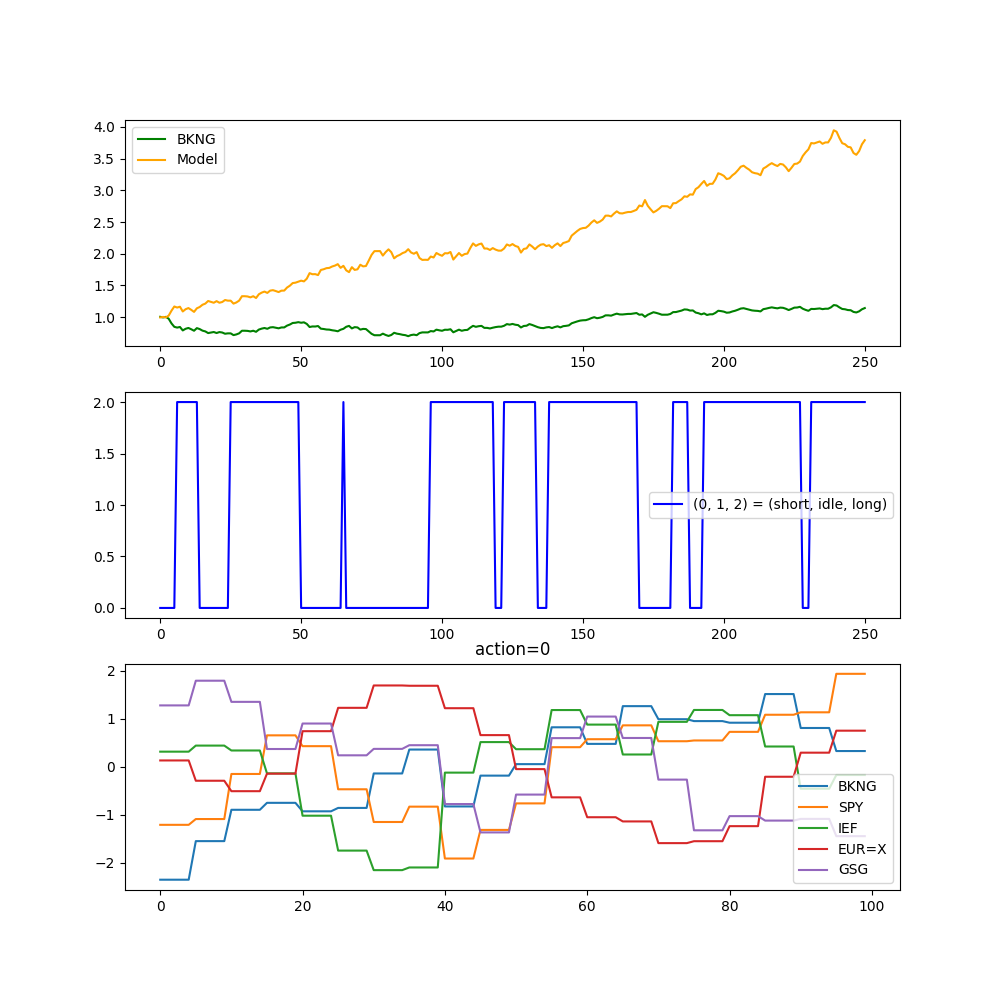 4.0
3.5
3.0
2.5
2.0
1.5
1.0
BKNG
Model
0 50 100 150 200 250
2.0
1.5
1.0
0.5
0.0
(0, 1, 2) = (short, idle, long)
0 50 100 150 200 250
action=0
2
1
0
−1
−2
BKNG
SPY
IEF
EUR=X
GSG
0 20 40 60 80 100